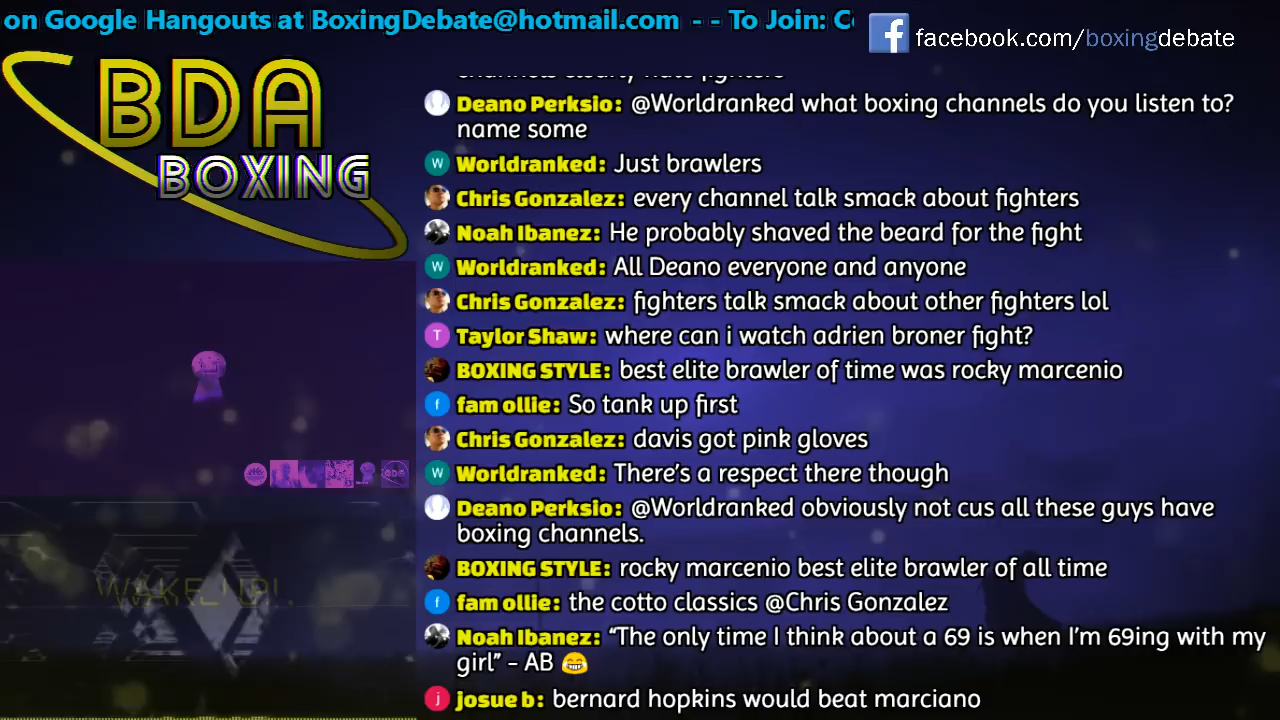 on Google Hangouts at BoxingDebate@hotmail.com - - To Join: C
facebook.com/boxingdebate
BDA
BOXING
channels clearly hate fighters
Deano Perksio: @Worldranked what boxing channels do you listen to?
name some
W Worldranked: Just brawlers
Chris Gonzalez: every channel talk smack about fighters
Noah Ibanez: He probably shaved the beard for the fight
W Worldranked: All Deano everyone and anyone
Chris Gonzalez: fighters talk smack about other fighters lol
T Taylor Shaw: where can i watch adrien broner fight?
BOXING STYLE: best elite brawler of time was rocky marcenio
f fam ollie: So tank up first
Chris Gonzalez: davis got pink gloves
W Worldranked: There's a respect there though
Deano Perksio: @Worldranked obviously not cus all these guys have
boxing channels.
BOXING STYLE: rocky marcenio best elite brawler of all time
f fam ollie: the cotto classics @Chris Gonzalez
Noah Ibanez: “The only time I think about a 69 is when I’m 69ing with my
girl” - AB 😁
j josue b: bernard hopkins would beat marciano
WAKE UP!